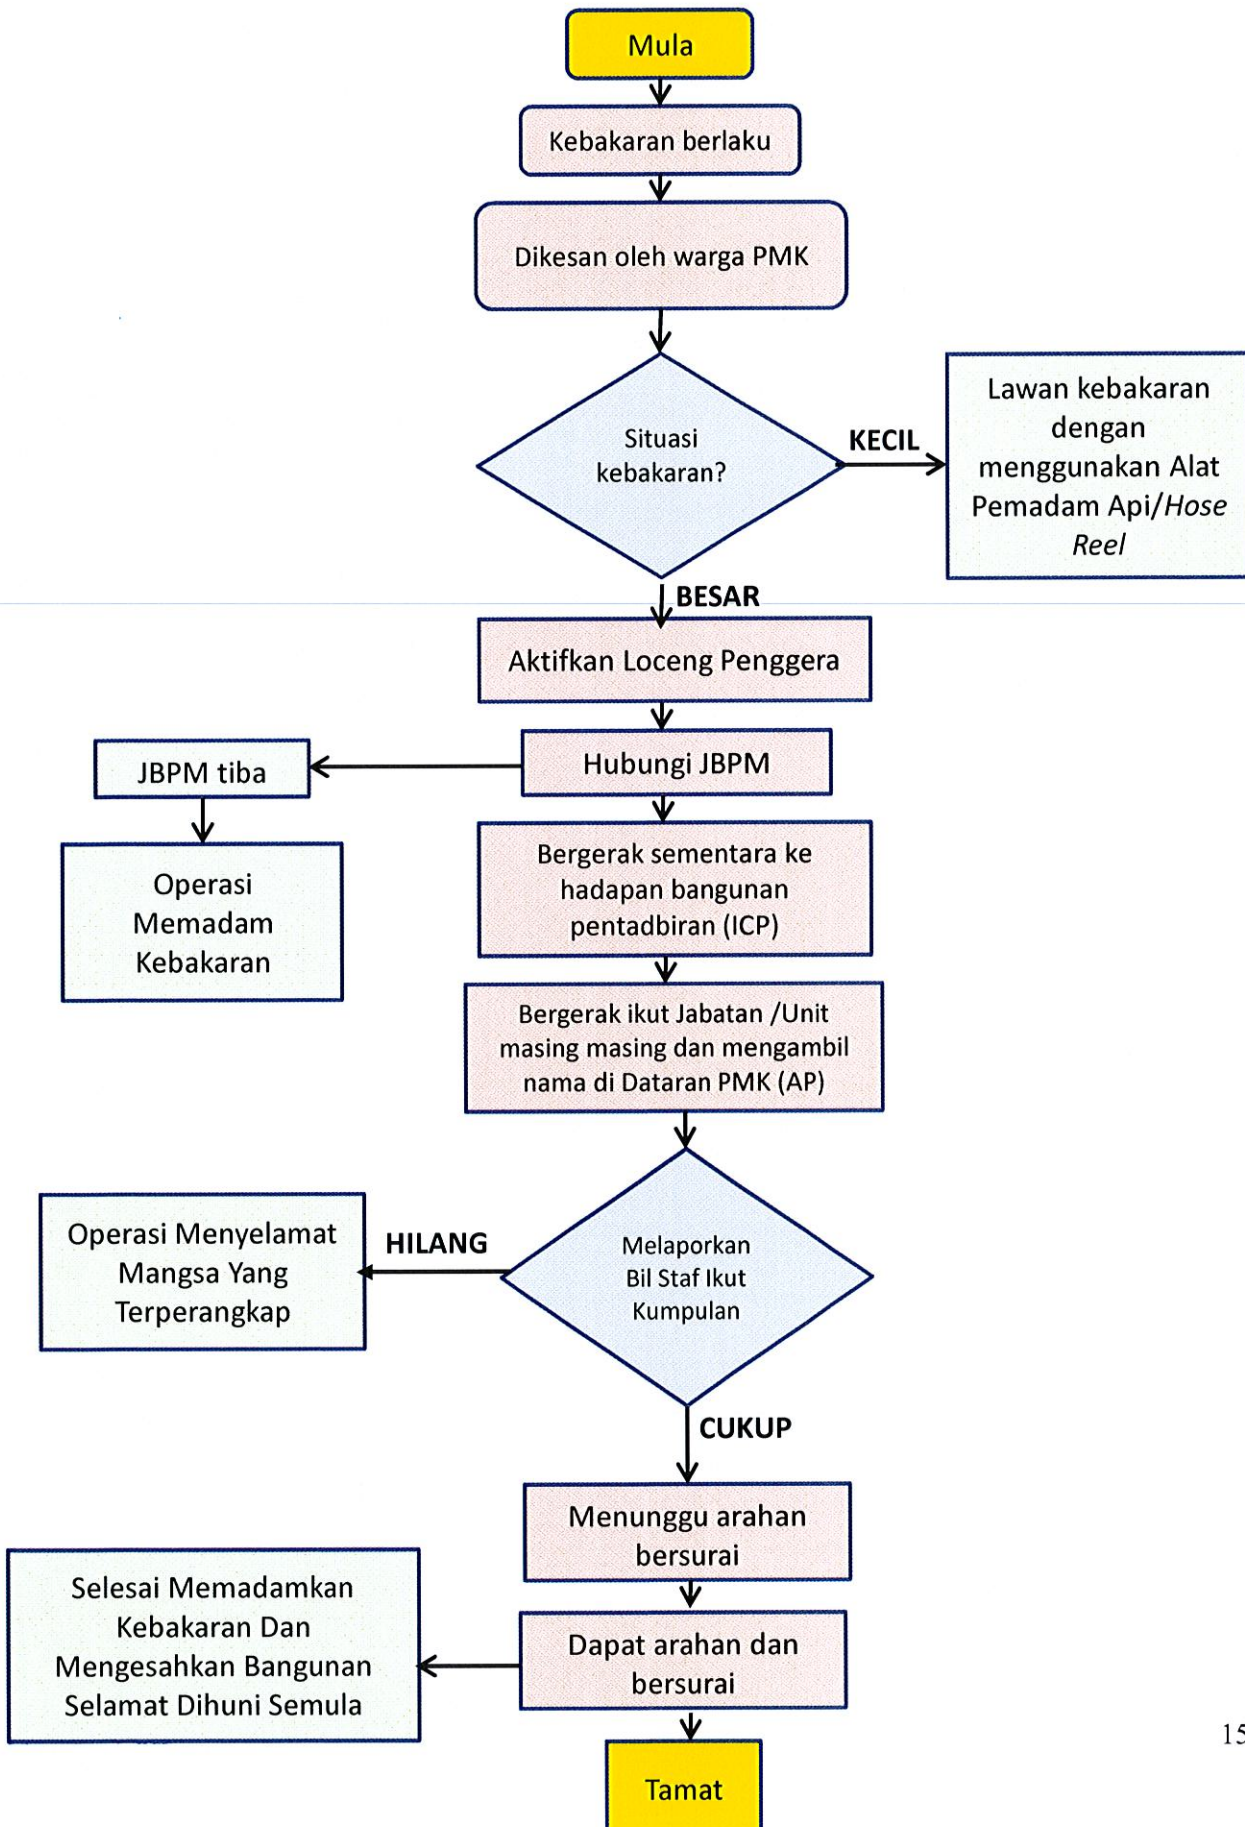 Mula
Kebakaran berlaku
Dikesan oleh warga PMK
Situasi
kebakaran?
KECIL
Lawan kebakaran
dengan
menggunakan Alat
Pemadam Api/Hose
Reel
BESAR
Aktifkan Loceng Penggera
Hubungi JBPM
JBPM tiba
Operasi
Memadam
Kebakaran
Bergerak sementara ke
hadapan bangunan
pentadbiran (ICP)
Bergerak ikut Jabatan /Unit
masing masing dan mengambil
nama di Dataran PMK (AP)
Melaporkan
Bil Staf Ikut
Kumpulan
HILANG
Operasi Menyelamat
Mangsa Yang
Terperangkap
CUKUP
Menunggu arahan
bersurai
Dapat arahan dan
bersurai
Selesai Memadamkan
Kebakaran Dan
Mengesahkan Bangunan
Selamat Dihuni Semula
Tamat
15